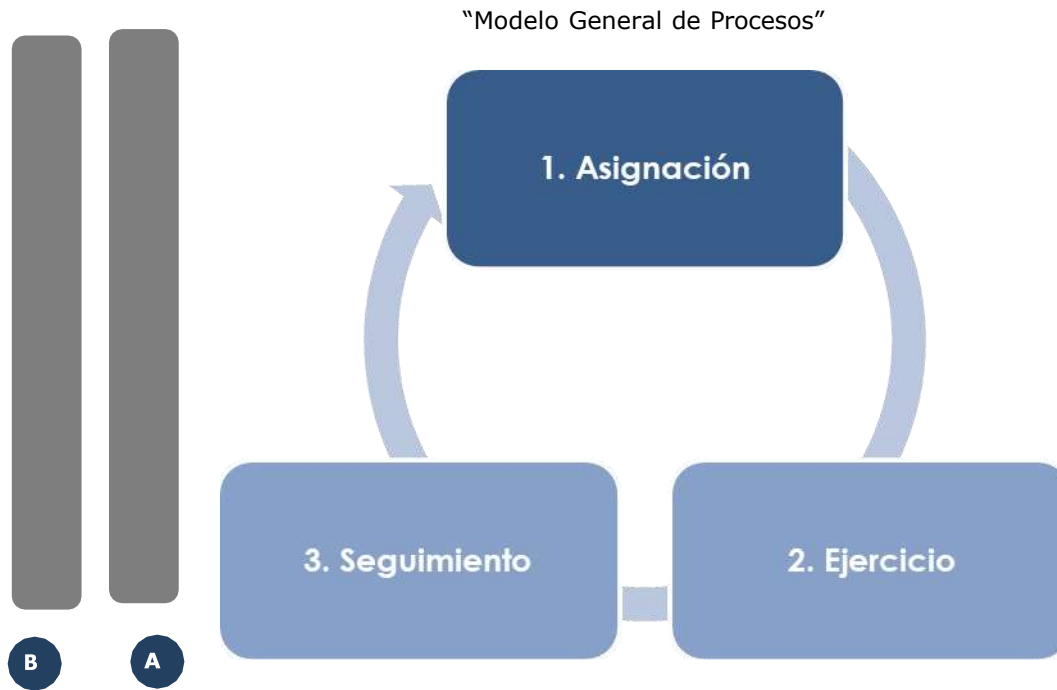 “Modelo General de Procesos”
1. Asignación
3. Seguimiento
2. Ejercicio
B
A